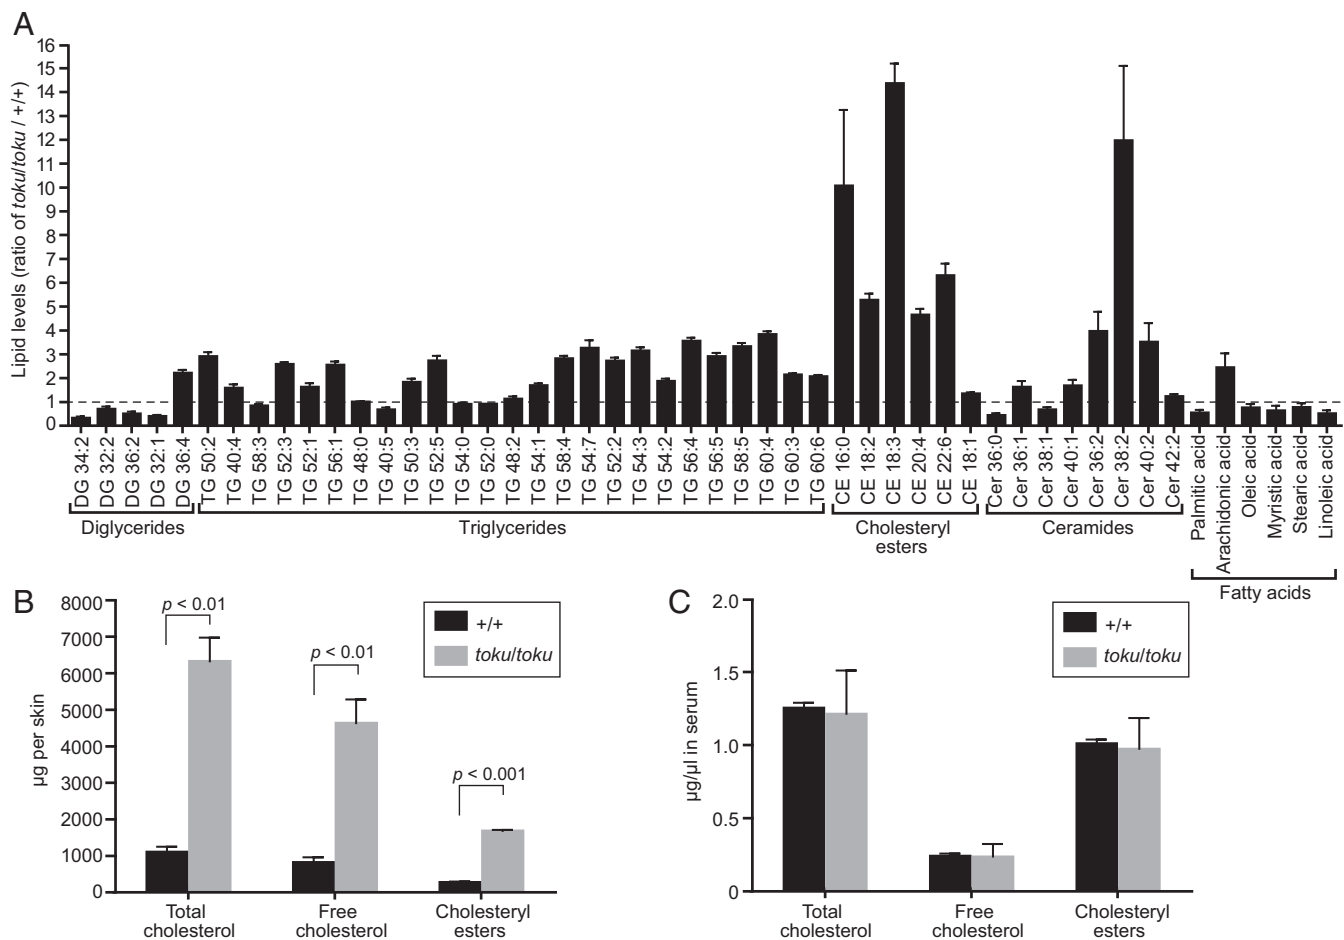 A
Lipid levels (ratio of toku/toku / +/+)
16
15
14
13
12
11
10
9
8
7
6
5
4
3
2
1
0
DG 34:2
DG 32:2
DG 36:2
DG 32:1
DG 36:4
TG 50:2
TG 40:4
TG 58:3
TG 52:3
TG 52:1
TG 56:1
TG 48:0
TG 40:5
TG 50:3
TG 52:5
TG 54:0
TG 52:0
TG 48:2
TG 54:1
TG 58:4
TG 54:7
TG 52:2
TG 54:3
TG 54:2
TG 56:4
TG 56:5
TG 58:5
TG 60:4
TG 60:3
TG 60:6
CE 16:0
CE 18:2
CE 18:3
CE 20:4
CE 22:6
CE 18:1
Cer 36:0
Cer 36:1
Cer 38:1
Cer 40:1
Cer 36:2
Cer 38:2
Cer 40:2
Cer 42:2
Palmitic acid
Arachidonic acid
Oleic acid
Myristic acid
Stearic acid
Linoleic acid
Diglycerides
Triglycerides
Cholesteryl
esters
Ceramides
Fatty acids
B
µg per skin
8000
7000
6000
5000
4000
3000
2000
1000
0
p < 0.01
p < 0.01
p < 0.001
+/+
toku/toku
Total
cholesterol
Free
cholesterol
Cholesteryl
esters
C
µg/µl in serum
2.0
1.5
1.0
0.5
0
+/+
toku/toku
Total
cholesterol
Free
cholesterol
Cholesteryl
esters